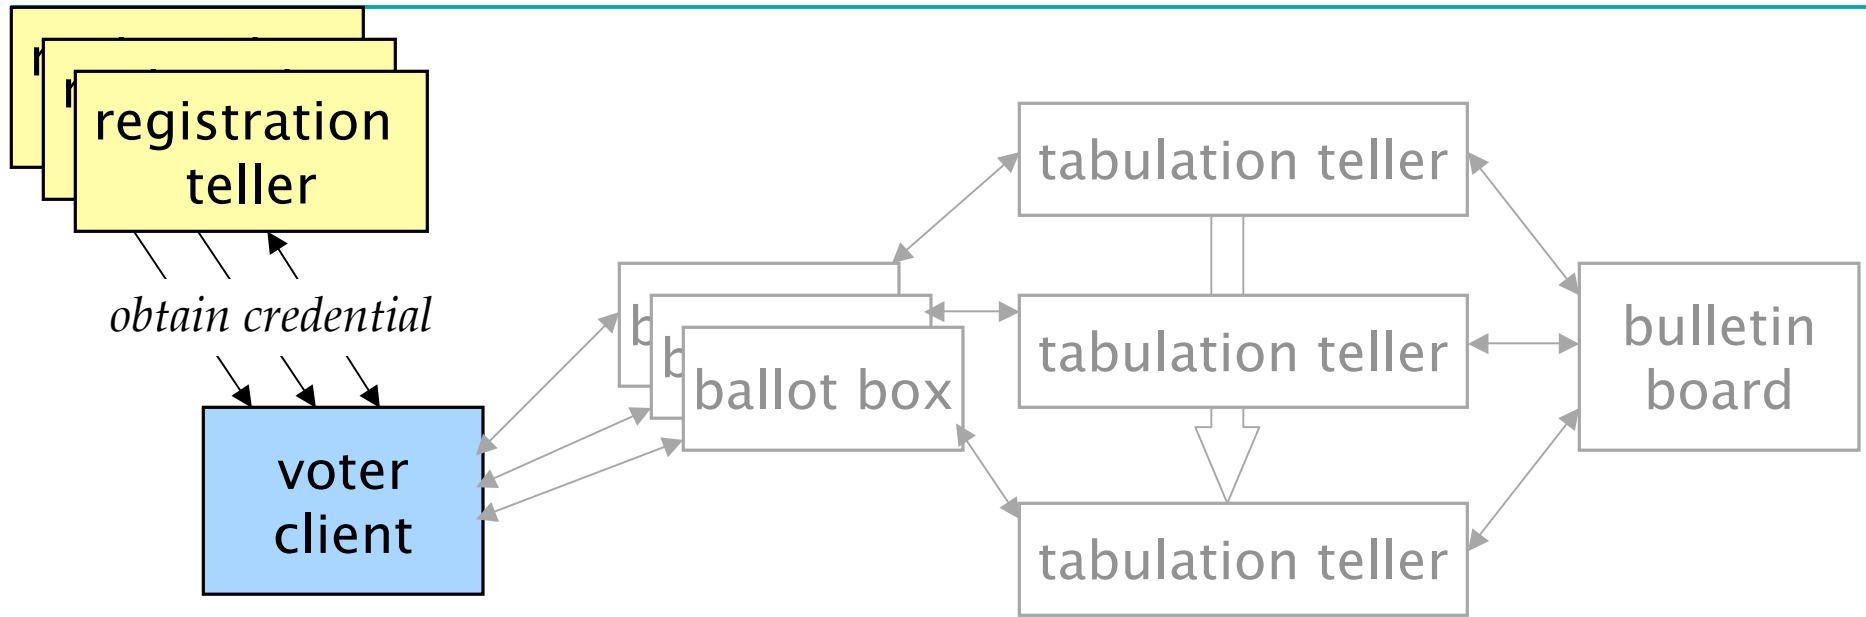 registration
teller
obtain credential
voter
client
ballot box
tabulation teller
tabulation teller
tabulation teller
bulletin
board